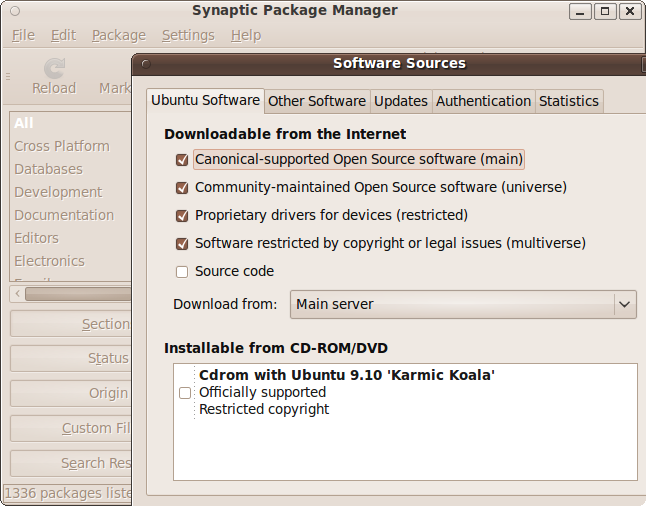 Synaptic Package Manager
File Edit Package Settings Help
Reload Mark
Software Sources
Ubuntu Software Other Software Updates Authentication Statistics
All
Cross Platform
Databases
Development
Documentation
Editors
Electronics
Downloadable from the Internet
Canonical-supported Open Source software (main)
Community-maintained Open Source software (universe)
Proprietary drivers for devices (restricted)
Software restricted by copyright or legal issues (multiverse)
Source code
Download from: Main server
Section
Status
Origin
Custom Fil
Search Res
1336 packages liste
Installable from CD-ROM/DVD
Cdrom with Ubuntu 9.10 'Karmic Koala'
Officially supported
Restricted copyright